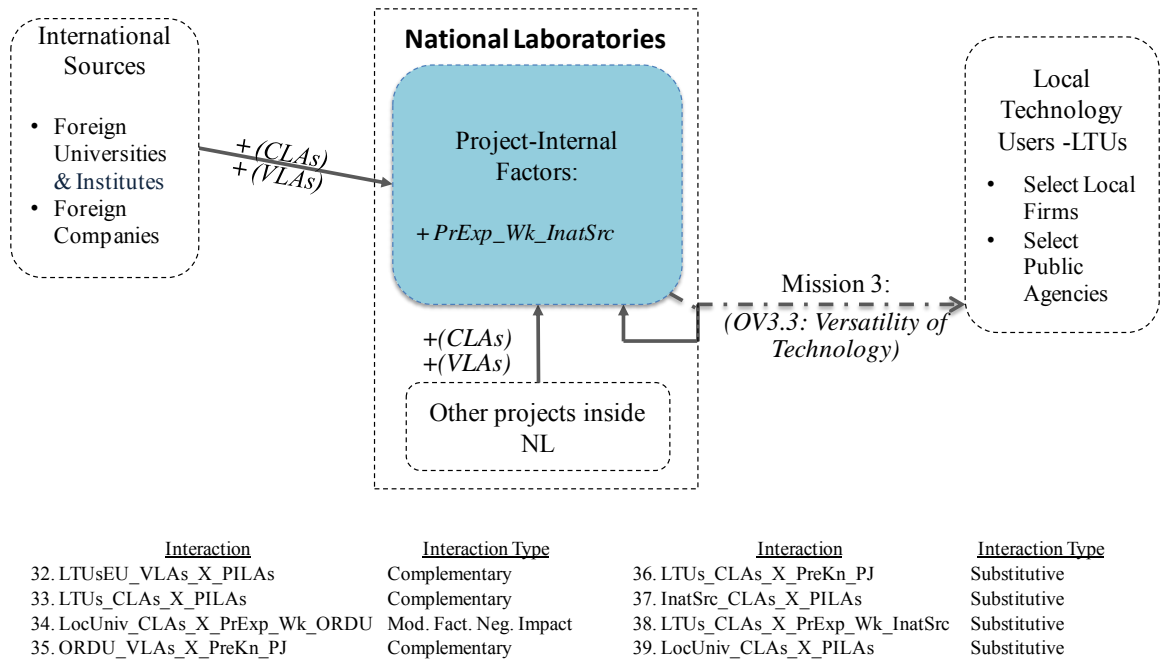 International
Sources
• Foreign
Universities
& Institutes
• Foreign
Companies
+ (CLAs)
+ (VLAs)
National Laboratories
Project-Internal
Factors:
+ PrExp_Wk_InatSrc
+(CLAs)
+(VLAs)
Other projects inside
NL
Mission 3:
(OV3.3: Versatility of
Technology)
Local
Technology
Users -LTUs
• Select Local
Firms
• Select
Public
Agencies
Interaction Interaction Type
32. LTUsEU_VLAs_X_PILAs Complementary
33. LTUs_CLAs_X_PILAs Complementary
34. LocUniv_CLAs_X_PrExp_Wk_ORDU Mod. Fact. Neg. Impact
35. ORDU_VLAs_X_PreKn_PJ Complementary
Interaction Interaction Type
36. LTUs_CLAs_X_PreKn_PJ Substitutive
37. InatSrc_CLAs_X_PILAs Substitutive
38. LTUs_CLAs_X_PrExp_Wk_InatSrc Substitutive
39. LocUniv_CLAs_X_PILAs Substitutive